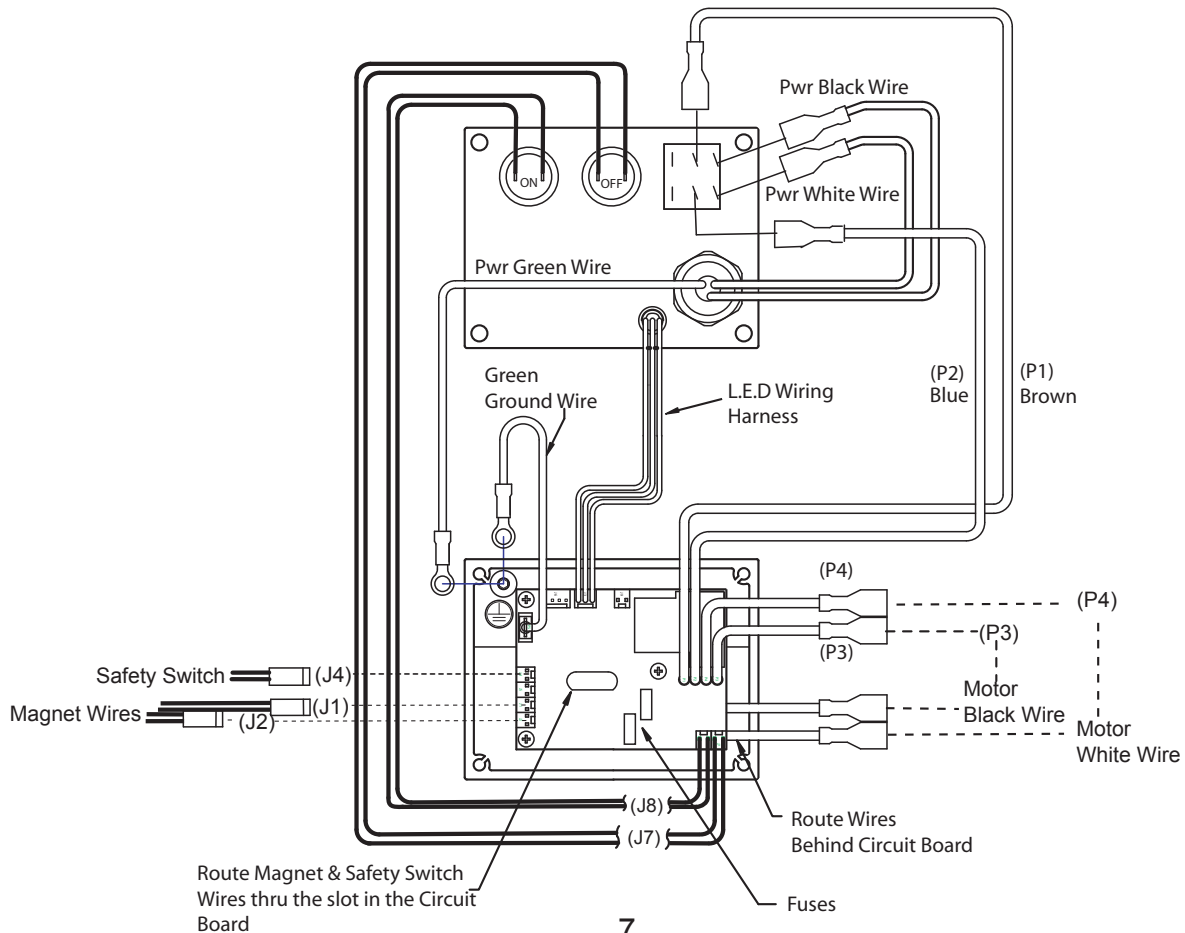 Pwr Black Wire
ON
OFF
Pwr White Wire
Pwr Green Wire
Green
Ground Wire
L.E.D Wiring
Harness
(P2)
Blue
(P1)
Brown
(P4)
(P4)
(P3)
(P3)
Safety Switch
(J4)
Magnet Wires
(J1)
(J2)
Motor
Black Wire
Motor
White Wire
(J8)
(J7)
Route Wires
Behind Circuit Board
Route Magnet & Safety Switch
Wires thru the slot in the Circuit
Board
Fuses
7